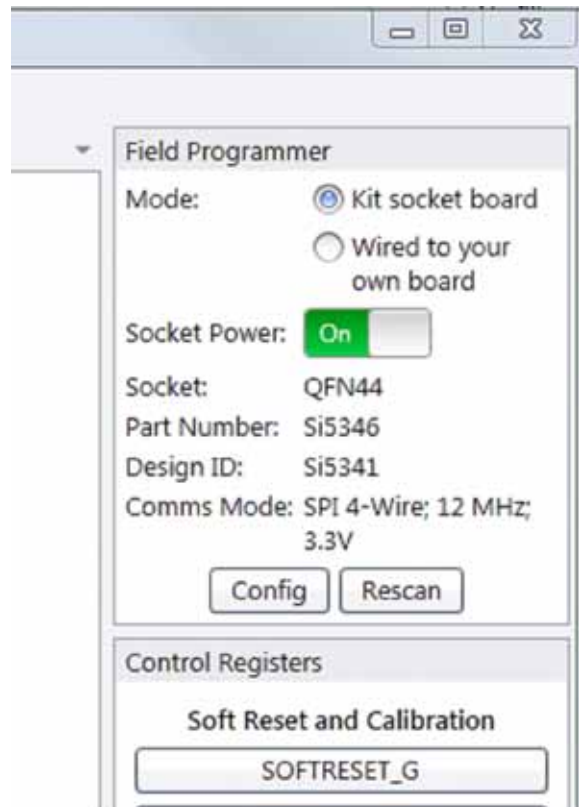 Field Programmer
Mode: Kit socket board
Wired to your
own board
Socket Power: On
Socket: QFN44
Part Number: Si5346
Design ID: Si5341
Comms Mode: SPI 4-Wire; 12 MHz;
3.3V
Config Rescan
Control Registers
Soft Reset and Calibration
SOFTRESET_G